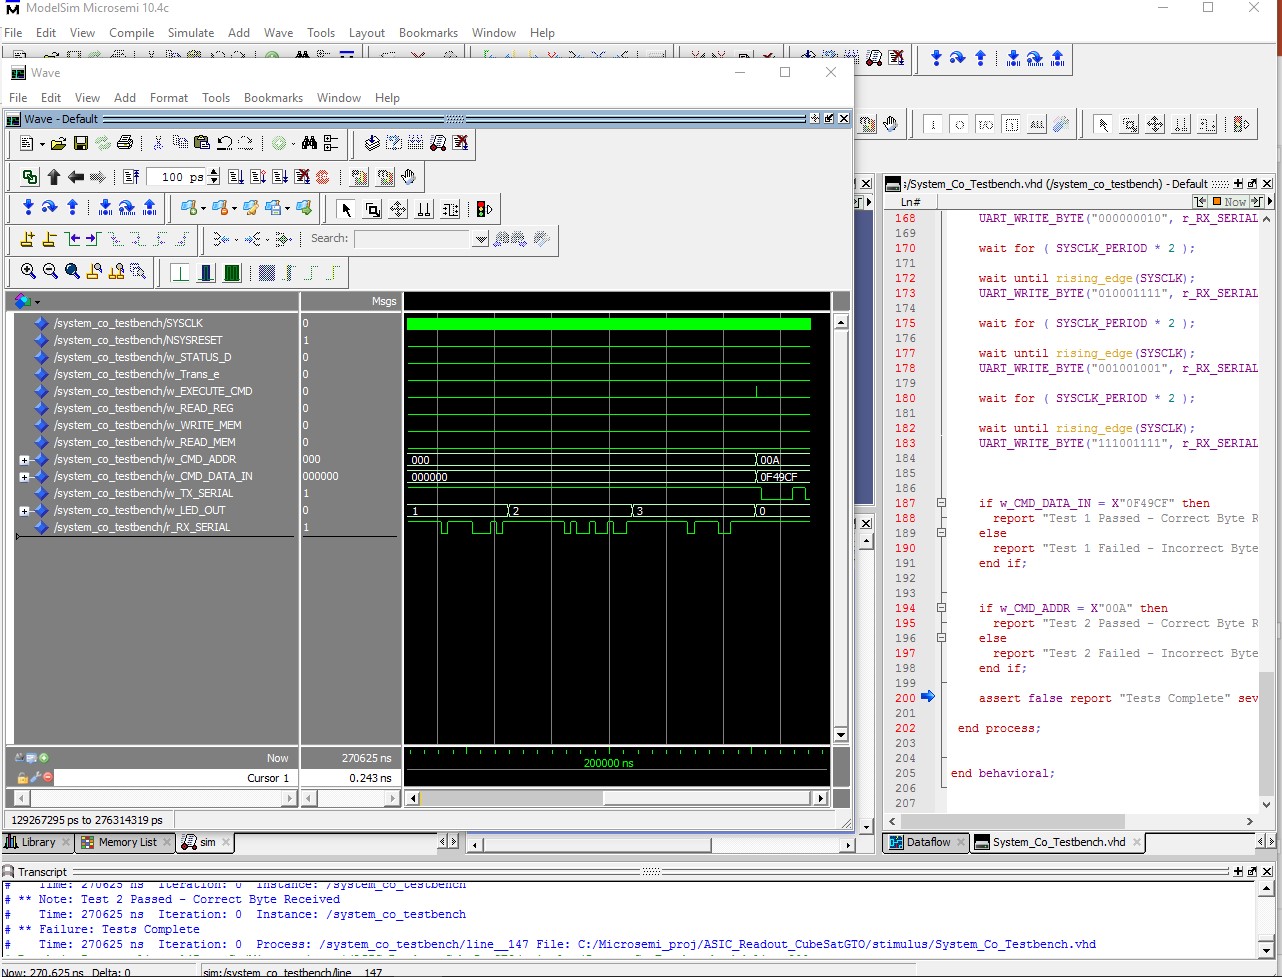 ModelSim Microsemi 10.4c
File Edit View Compile Simulate Add Wave Tools Layout Bookmarks Window Help
Wave
File Edit View Add Format Tools Bookmarks Window Help
Wave - Default
100 ps
Search:
Msgs
/system_co_testbench/SYSCLK 0
/system_co_testbench/NSYSRESET 1
/system_co_testbench/w_STATUS_D 0
/system_co_testbench/w_Trans_e 0
/system_co_testbench/w_EXECUTE_CMD 0
/system_co_testbench/w_READ_REG 0
/system_co_testbench/w_WRITE_MEM 0
/system_co_testbench/w_READ_MEM 0
/system_co_testbench/w_CMD_ADDR 000 000 00A
/system_co_testbench/w_CMD_DATA_IN 000000 000000 0F49CF
/system_co_testbench/w_TX_SERIAL 1
/system_co_testbench/w_LED_OUT 0 1 2 3 0
/system_co_testbench/r_RX_SERIAL 1
Now 270625 ns 200000 ns
Cursor 1 0.243 ns
129267295 ps to 276314319 ps
Library Memory List sim
s/System_Co_Testbench.vhd (/system_co_testbench) - Default
Ln# Now
168 UART_WRITE_BYTE("000000010", r_RX_SERIAL
169
170 wait for ( SYSCLK_PERIOD * 2 );
171
172 wait until rising_edge(SYSCLK);
173 UART_WRITE_BYTE("010001111", r_RX_SERIAL
174
175 wait for ( SYSCLK_PERIOD * 2 );
176
177 wait until rising_edge(SYSCLK);
178 UART_WRITE_BYTE("001001001", r_RX_SERIAL
179
180 wait for ( SYSCLK_PERIOD * 2 );
181
182 wait until rising_edge(SYSCLK);
183 UART_WRITE_BYTE("111001111", r_RX_SERIAL
184
185
186
187 if w_CMD_DATA_IN = X"0F49CF" then
188 report "Test 1 Passed - Correct Byte R
189 else
190 report "Test 1 Failed - Incorrect Byte
191 end if;
192
193
194 if w_CMD_ADDR = X"00A" then
195 report "Test 2 Passed - Correct Byte R
196 else
197 report "Test 2 Failed - Incorrect Byte
198 end if;
199
200 assert false report "Tests Complete" sev
201
202 end process;
203
204
205 end behavioral;
206
207
Dataflow System_Co_Testbench.vhd
Transcript
# Time: 270625 ns Iteration: 0 Instance: /system_co_testbench
# ** Note: Test 2 Passed - Correct Byte Received
# Time: 270625 ns Iteration: 0 Instance: /system_co_testbench
# ** Failure: Tests Complete
# Time: 270625 ns Iteration: 0 Process: /system_co_testbench/line__147 File: C:/Microsemi_proj/ASIC_Readout_CubeSatGTO/stimulus/System_Co_Testbench.vhd
Now: 270,625 ns Delta: 0 sim:/system_co_testbench/line__147